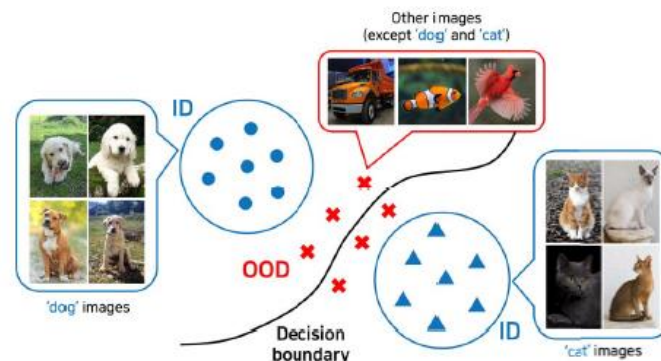 Other images
(except 'dog' and 'cat')
ID
OOD
'dog' images
Decision
boundary
ID
'cat' images